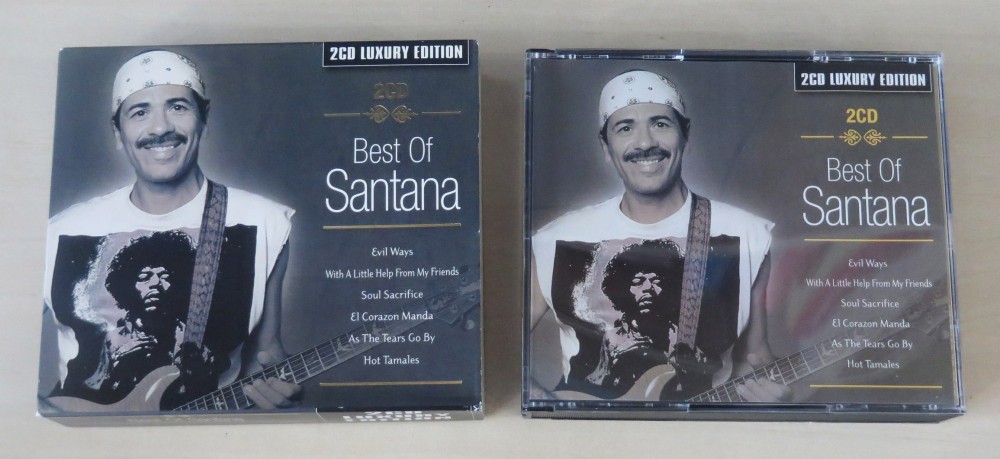 2CD LUXURY EDITION
2CD
Best Of
Santana
Evil Ways
With A Little Help From My Friends
Soul Sacrifice
El Corazon Manda
As The Tears Go By
Hot Tamales
2CD LUXURY EDITION
2CD
Best Of
Santana
Evil Ways
With A Little Help From My Friends
Soul Sacrifice
El Corazon Manda
As The Tears Go By
Hot Tamales